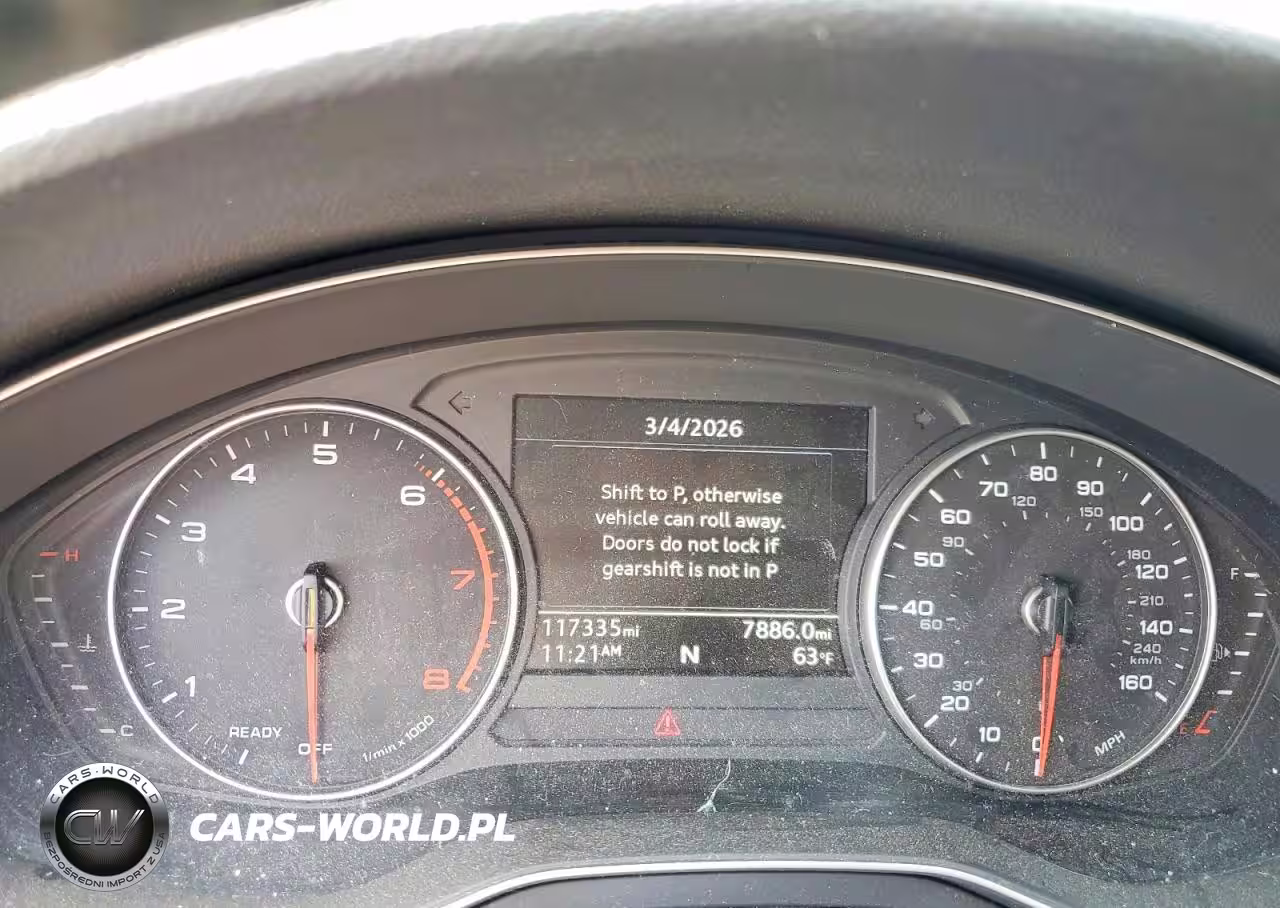 3/4/2026
Shift to P, otherwise
vehicle can roll away.
Doors do not lock if
gearshift is not in P
117335mi 7886.0mi
11:21AM N 63°F
H
C
1
2
3
4
5
6
7
8
READY
OFF
1/min x 1000
0
10
20
30
40
50
60
70
80
90
100
120
140
160
30
60
90
120
150
180
210
240
km/h
MPH
F
E
CARS-WORLD
CW
BEZPOŚREDNI IMPORT Z USA
CARS-WORLD.PL